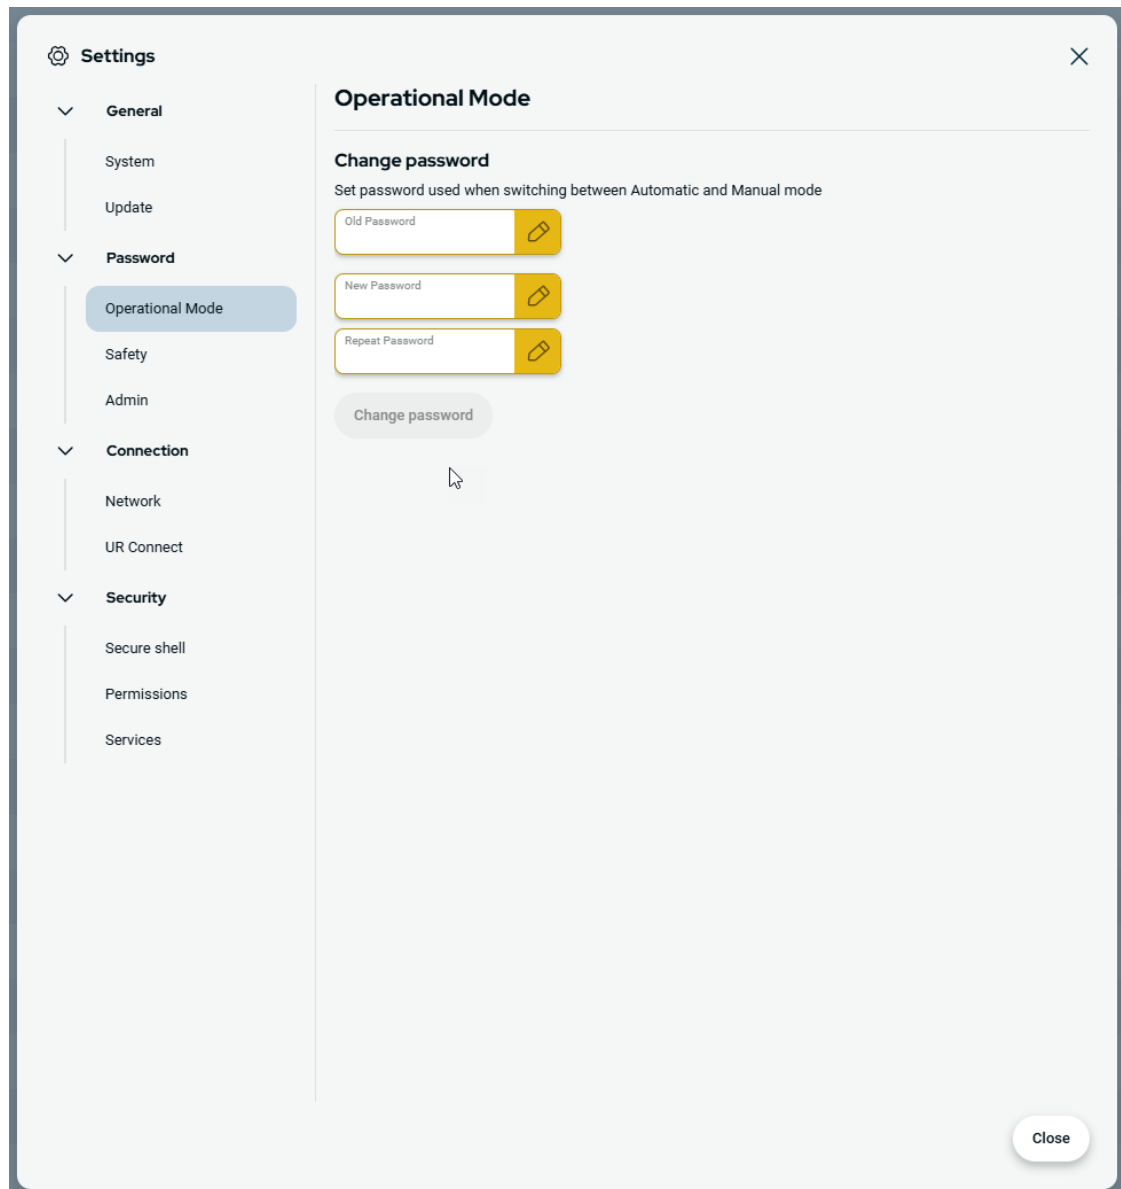 Settings
General
System
Update
Password
Operational Mode
Safety
Admin
Connection
Network
UR Connect
Security
Secure shell
Permissions
Services
Operational Mode
Change password
Set password used when switching between Automatic and Manual mode
Old Password
New Password
Repeat Password
Change password
Close